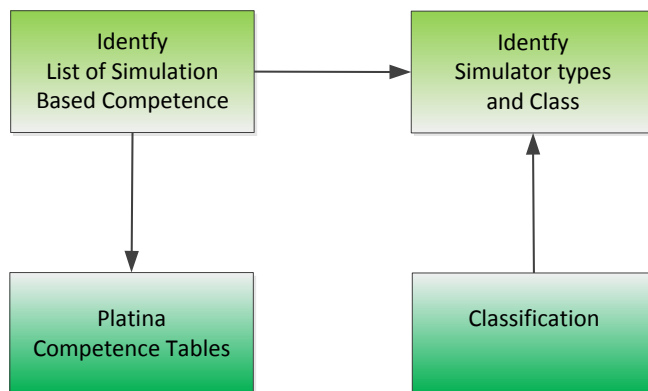 Identfy
List of Simulation
Based Competence
Identfy
Simulator types
and Class
Platina
Competence Tables
Classification